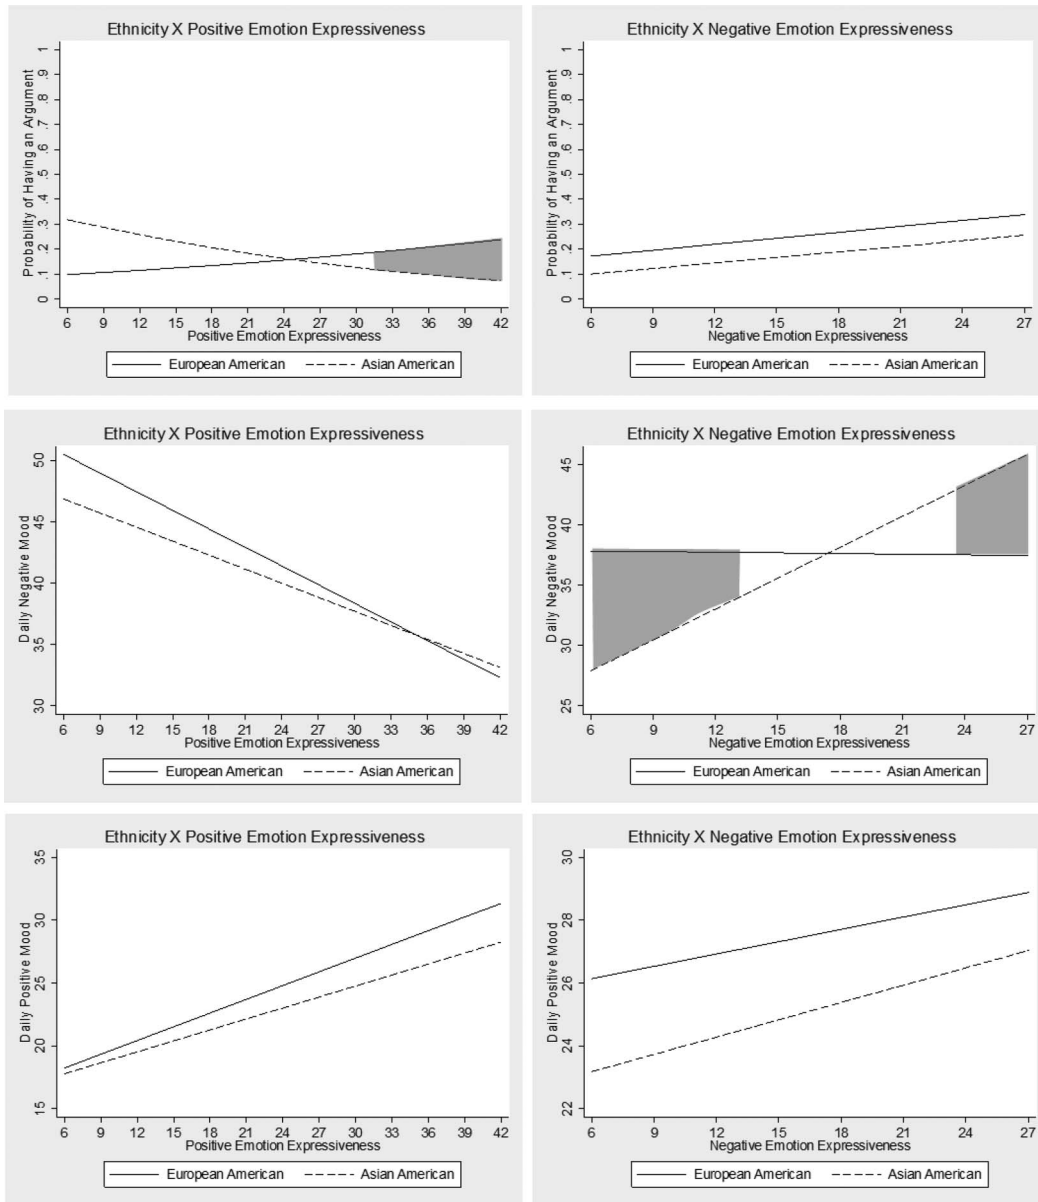 Ethnicity X Positive Emotion Expressiveness
Probability of Having an Argument
1
.9
.8
.7
.6
.5
.4
.3
.2
.1
0
6 9 12 15 18 21 24 27 30 33 36 39 42
Positive Emotion Expressiveness
European American Asian American
Ethnicity X Negative Emotion Expressiveness
Probability of Having an Argument
1
.9
.8
.7
.6
.5
.4
.3
.2
.1
0
6 9 12 15 18 21 24 27
Negative Emotion Expressiveness
European American Asian American
Ethnicity X Positive Emotion Expressiveness
Daily Negative Mood
50
45
40
35
30
6 9 12 15 18 21 24 27 30 33 36 39 42
Positive Emotion Expressiveness
European American Asian American
Ethnicity X Negative Emotion Expressiveness
Daily Negative Mood
45
40
35
30
25
6 9 12 15 18 21 24 27
Negative Emotion Expressiveness
European American Asian American
Ethnicity X Positive Emotion Expressiveness
Daily Positive Mood
35
30
25
20
15
6 9 12 15 18 21 24 27 30 33 36 39 42
Positive Emotion Expressiveness
European American Asian American
Ethnicity X Negative Emotion Expressiveness
Daily Positive Mood
30
28
26
24
22
6 9 12 15 18 21 24 27
Negative Emotion Expressiveness
European American Asian American